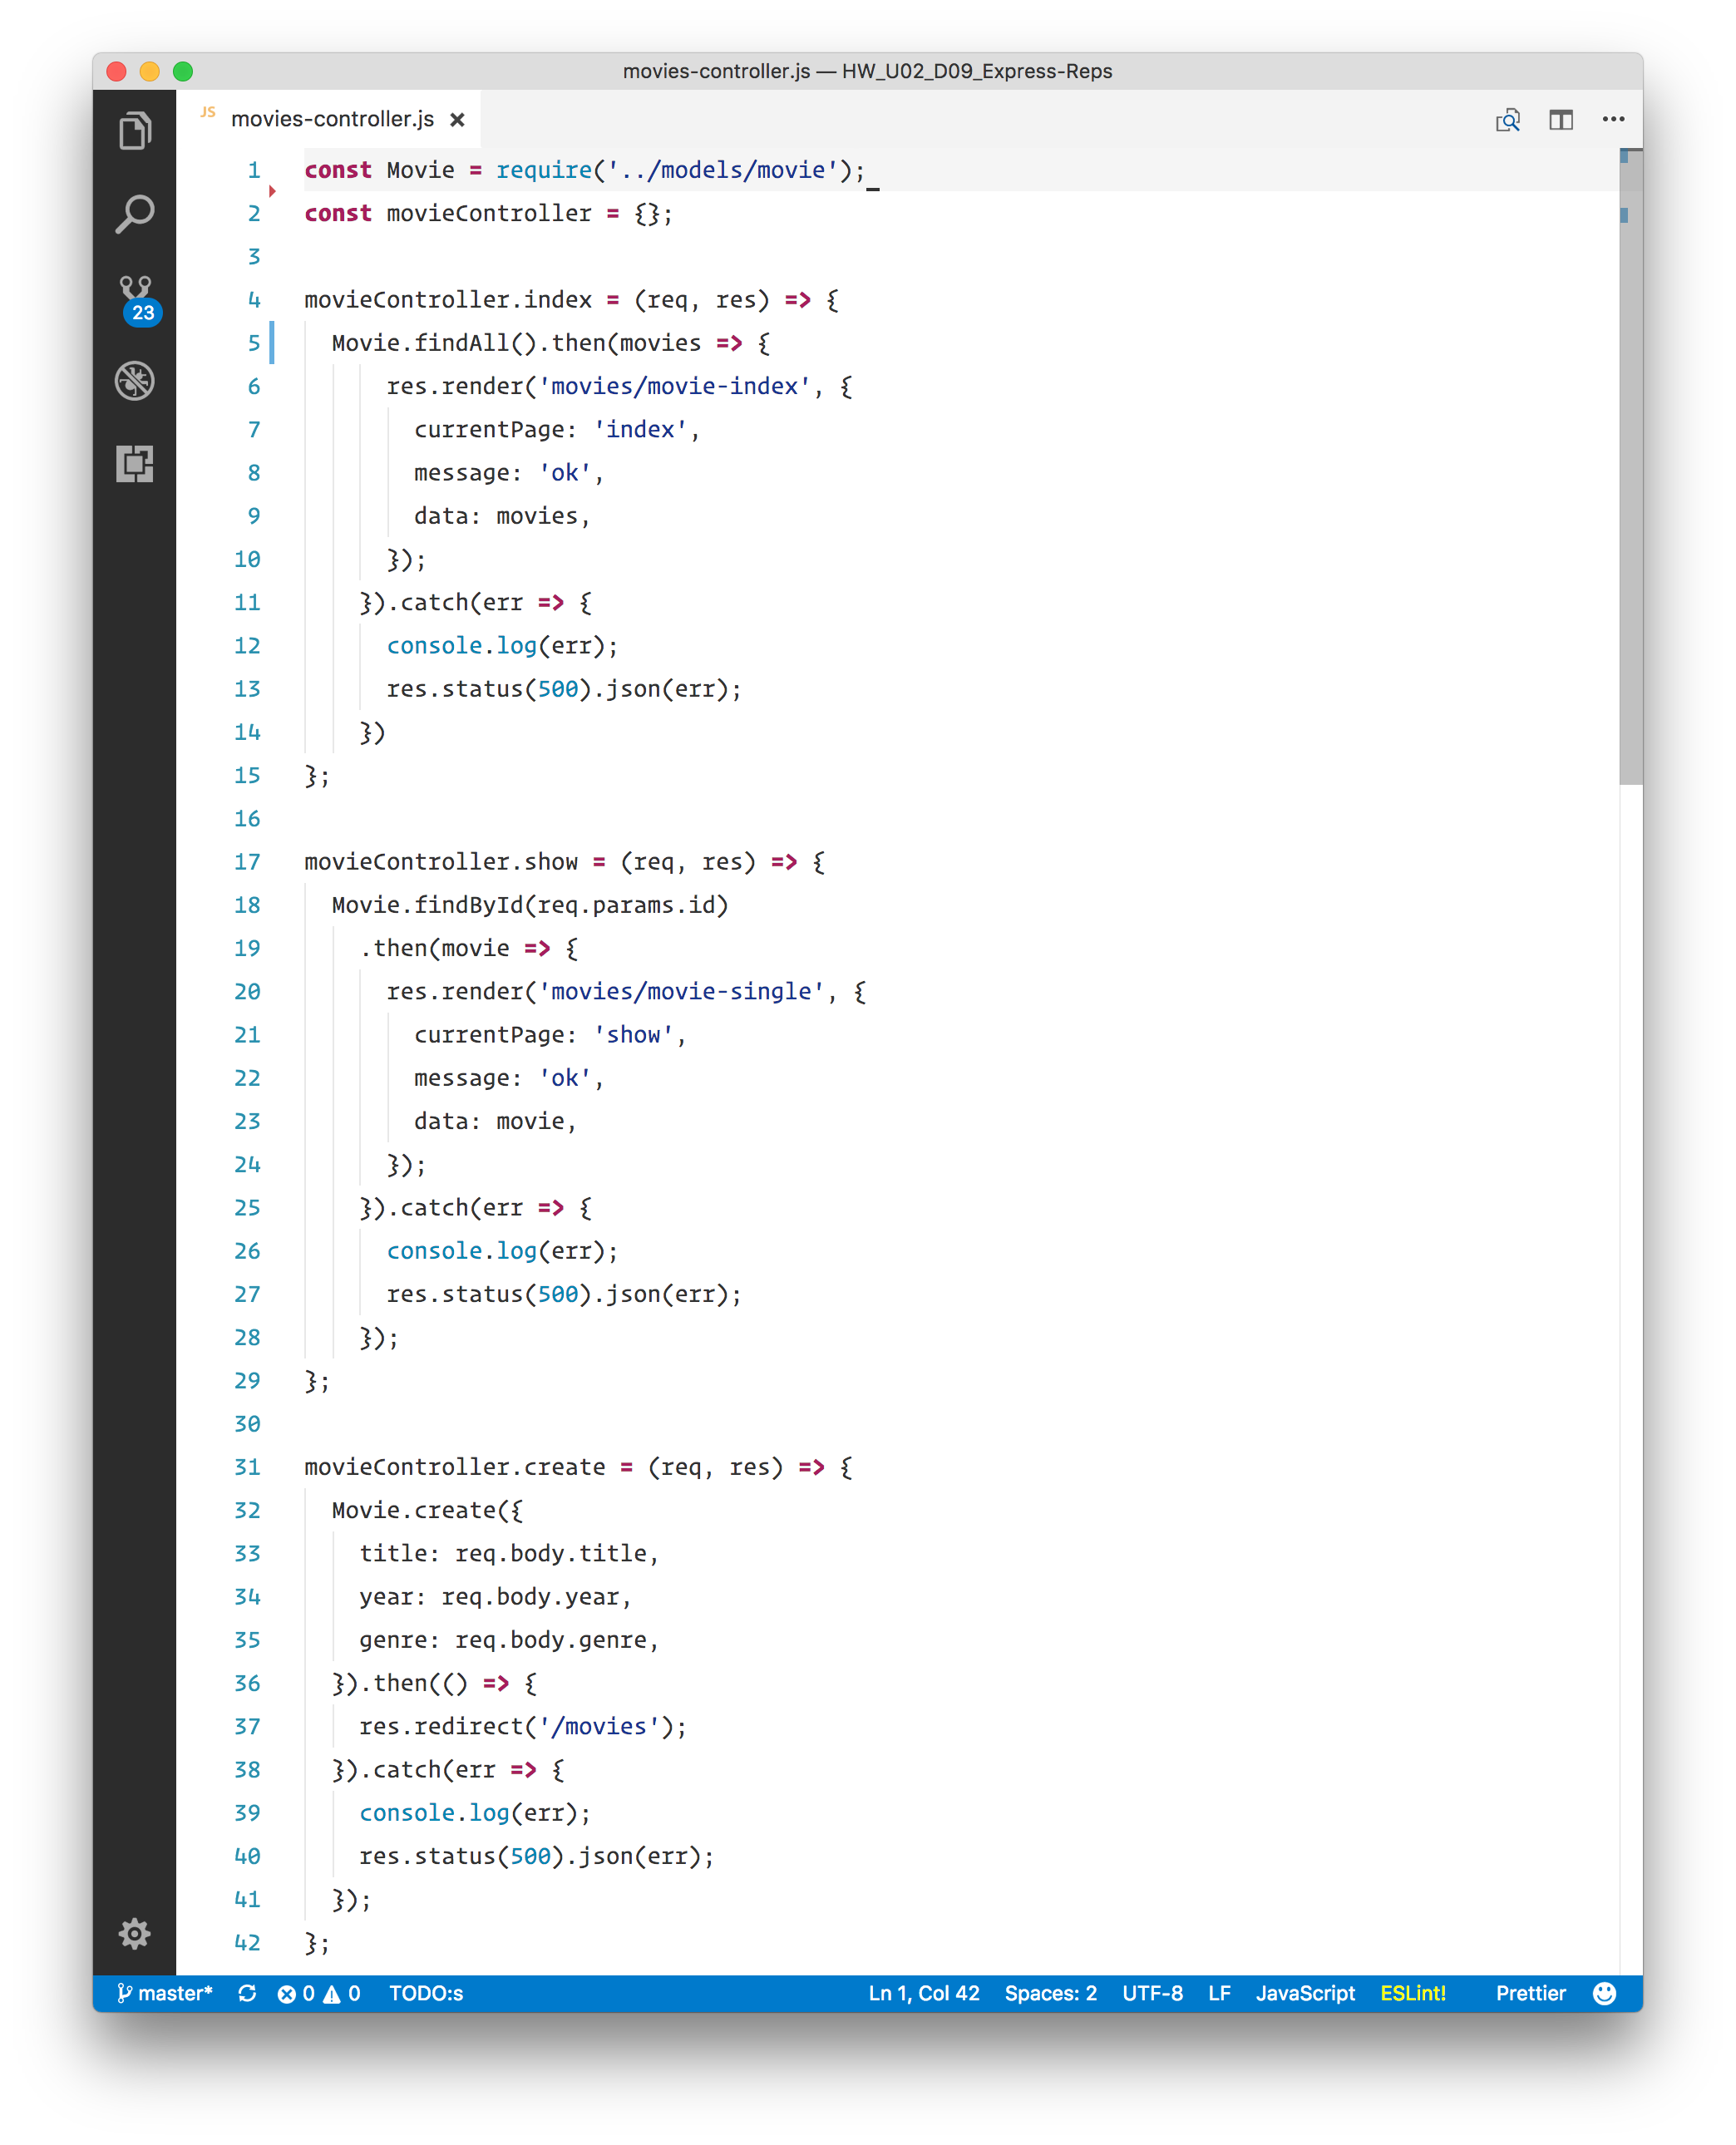 movies-controller.js — HW_U02_D09_Express-Reps
JS movies-controller.js ×
23
1 const Movie = require('../models/movie');
2 const movieController = {};
3
4 movieController.index = (req, res) => {
5   Movie.findAll().then(movies => {
6       res.render('movies/movie-index', {
7         currentPage: 'index',
8         message: 'ok',
9         data: movies,
10       });
11     }).catch(err => {
12       console.log(err);
13       res.status(500).json(err);
14     })
15 };
16
17 movieController.show = (req, res) => {
18   Movie.findById(req.params.id)
19     .then(movie => {
20       res.render('movies/movie-single', {
21         currentPage: 'show',
22         message: 'ok',
23         data: movie,
24       });
25     }).catch(err => {
26       console.log(err);
27       res.status(500).json(err);
28     });
29 };
30
31 movieController.create = (req, res) => {
32   Movie.create({
33     title: req.body.title,
34     year: req.body.year,
35     genre: req.body.genre,
36   }).then(() => {
37     res.redirect('/movies');
38   }).catch(err => {
39     console.log(err);
40     res.status(500).json(err);
41   });
42 };
master* 0 0 TODO:s Ln 1, Col 42 Spaces: 2 UTF-8 LF JavaScript ESLint! Prettier